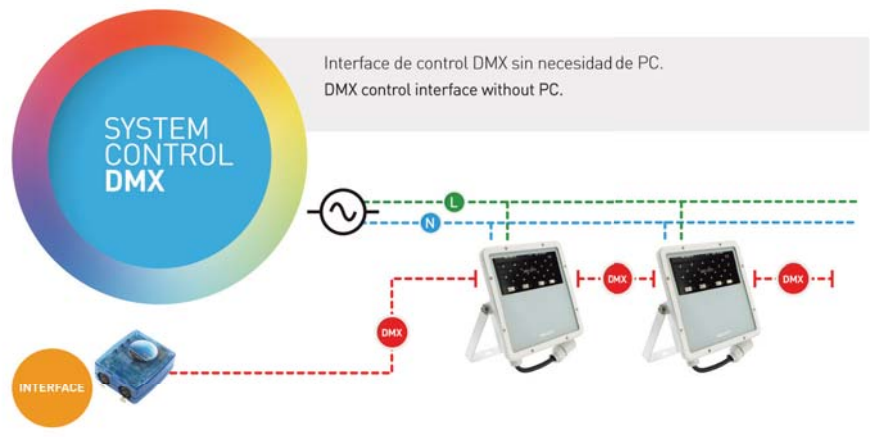 SYSTEM
CONTROL
DMX
Interface de control DMX sin necesidad de PC.
DMX control interface without PC.
L
N
DMX
DMX
DMX
INTERFACE